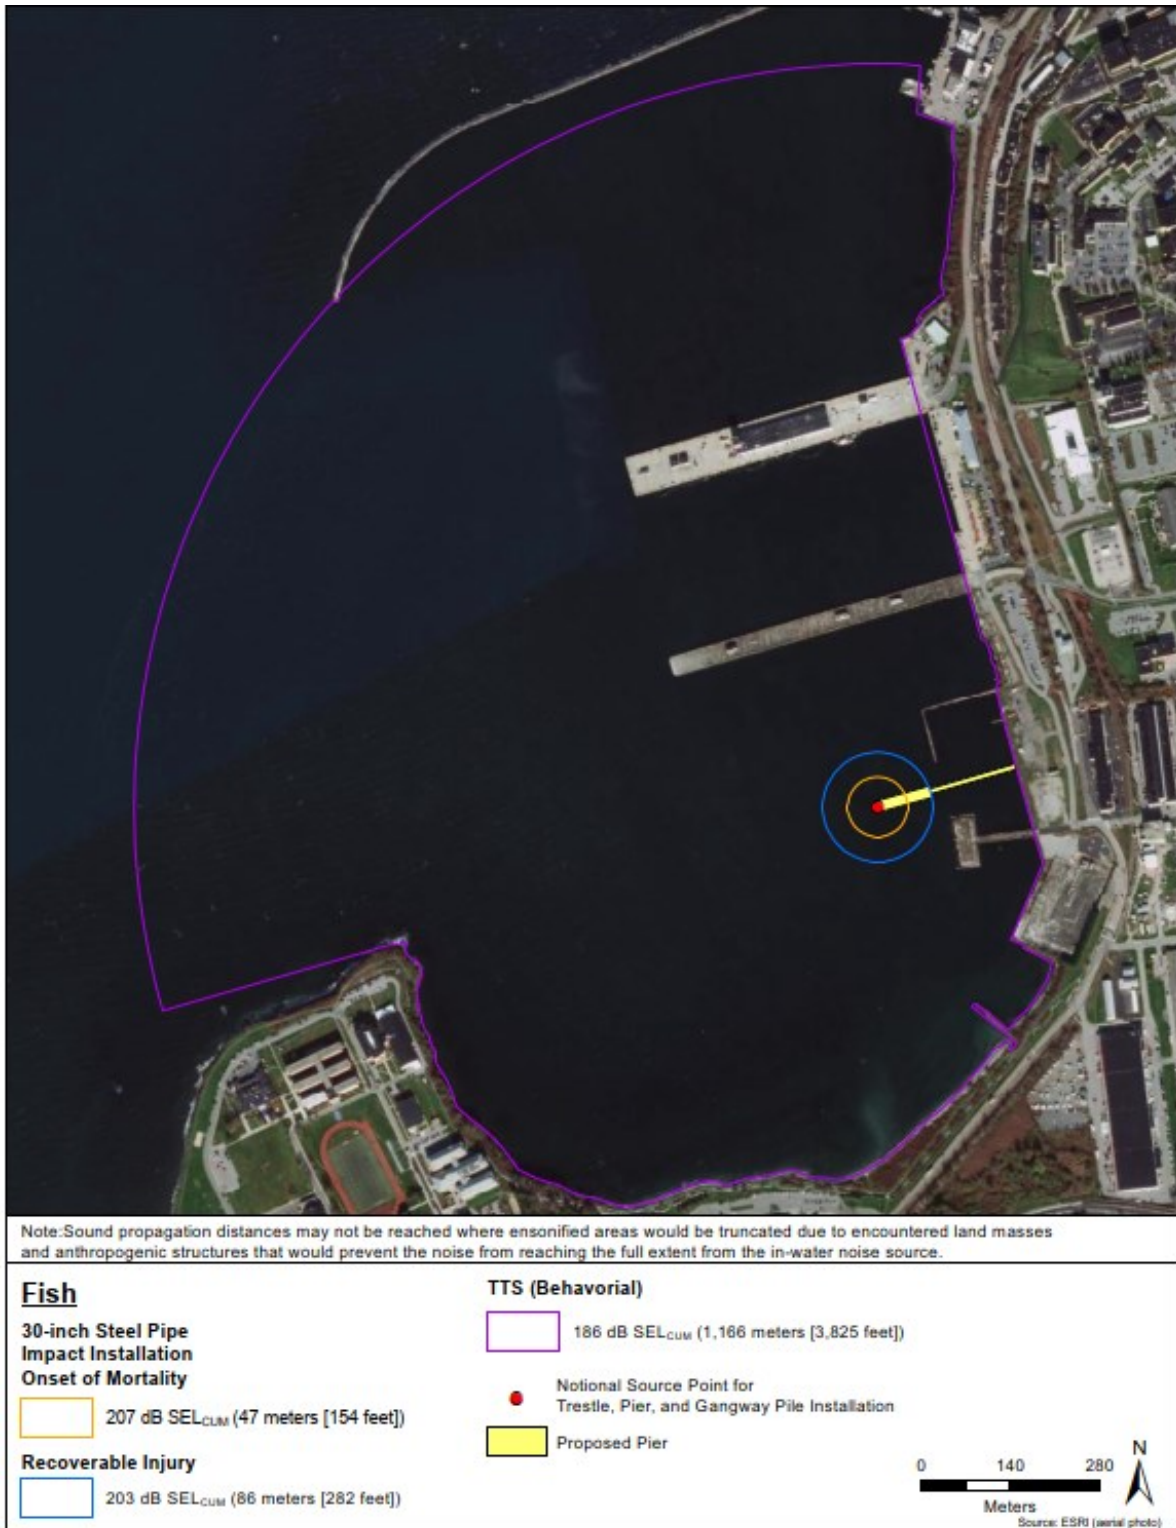 Note:Sound propagation distances may not be reached where ensonified areas would be truncated due to encountered land masses
and anthropogenic structures that would prevent the noise from reaching the full extent from the in-water noise source.
Fish
30-inch Steel Pipe
Impact Installation
Onset of Mortality
207 dB SELCUM (47 meters [154 feet])
Recoverable Injury
203 dB SELCUM (86 meters [282 feet])
TTS (Behavorial)
186 dB SELCUM (1,166 meters [3,825 feet])
Notional Source Point for
Trestle, Pier, and Gangway Pile Installation
Proposed Pier
N
0 140 280
Meters
Source: ESRI (aerial photo)